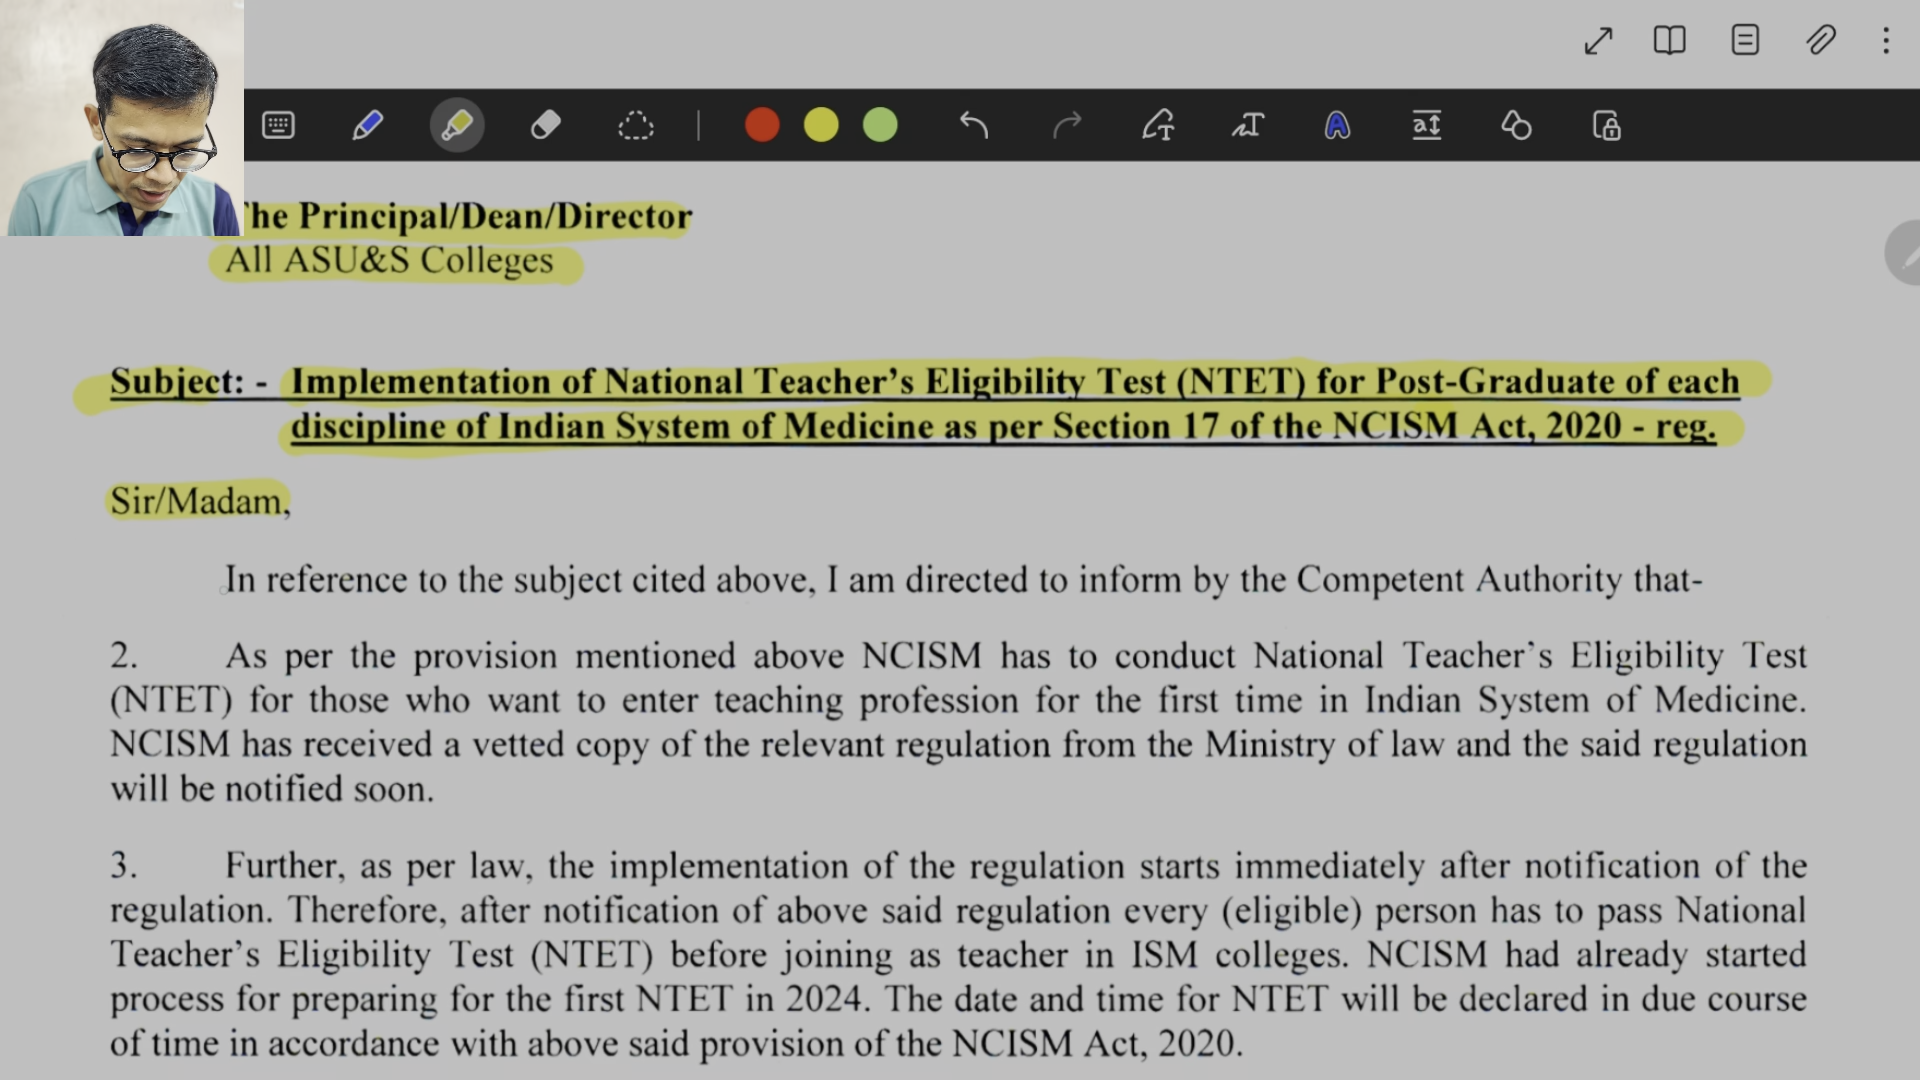 he Principal/Dean/Director
All ASU&S Colleges
Subject: - Implementation of National Teacher's Eligibility Test (NTET) for Post-Graduate of each
discipline of Indian System of Medicine as per Section 17 of the NCISM Act, 2020 - reg.
Sir/Madam,
In reference to the subject cited above, I am directed to inform by the Competent Authority that-
2. As per the provision mentioned above NCISM has to conduct National Teacher's Eligibility Test
(NTET) for those who want to enter teaching profession for the first time in Indian System of Medicine.
NCISM has received a vetted copy of the relevant regulation from the Ministry of law and the said regulation
will be notified soon.
3. Further, as per law, the implementation of the regulation starts immediately after notification of the
regulation. Therefore, after notification of above said regulation every (eligible) person has to pass National
Teacher's Eligibility Test (NTET) before joining as teacher in ISM colleges. NCISM had already started
process for preparing for the first NTET in 2024. The date and time for NTET will be declared in due course
of time in accordance with above said provision of the NCISM Act, 2020.